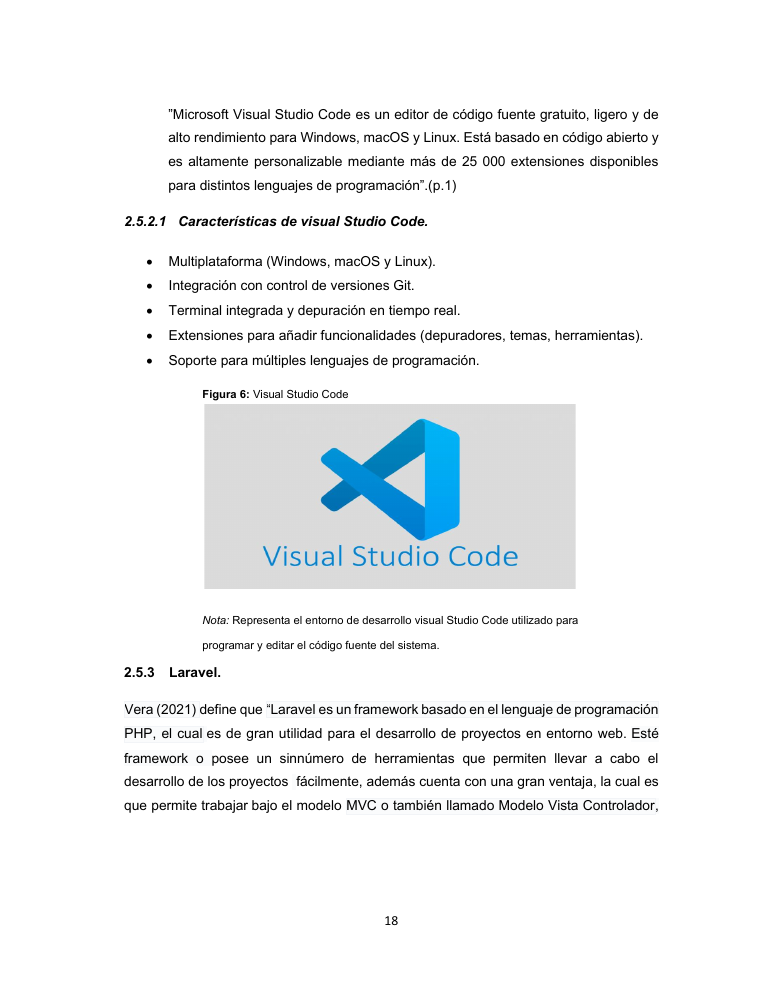 ”Microsoft Visual Studio Code es un editor de código fuente gratuito, ligero y de
alto rendimiento para Windows, macOS y Linux. Está basado en código abierto y
es altamente personalizable mediante más de 25 000 extensiones disponibles
para distintos lenguajes de programación”.(p.1)
2.5.2.1 Características de visual Studio Code.
• Multiplataforma (Windows, macOS y Linux).
• Integración con control de versiones Git.
• Terminal integrada y depuración en tiempo real.
• Extensiones para añadir funcionalidades (depuradores, temas, herramientas).
• Soporte para múltiples lenguajes de programación.
Figura 6: Visual Studio Code
Visual Studio Code
Nota: Representa el entorno de desarrollo visual Studio Code utilizado para
programar y editar el código fuente del sistema.
2.5.3 Laravel.
Vera (2021) define que “Laravel es un framework basado en el lenguaje de programación
PHP, el cual es de gran utilidad para el desarrollo de proyectos en entorno web. Esté
framework o posee un sinnúmero de herramientas que permiten llevar a cabo el
desarrollo de los proyectos fácilmente, además cuenta con una gran ventaja, la cual es
que permite trabajar bajo el modelo MVC o también llamado Modelo Vista Controlador,
18